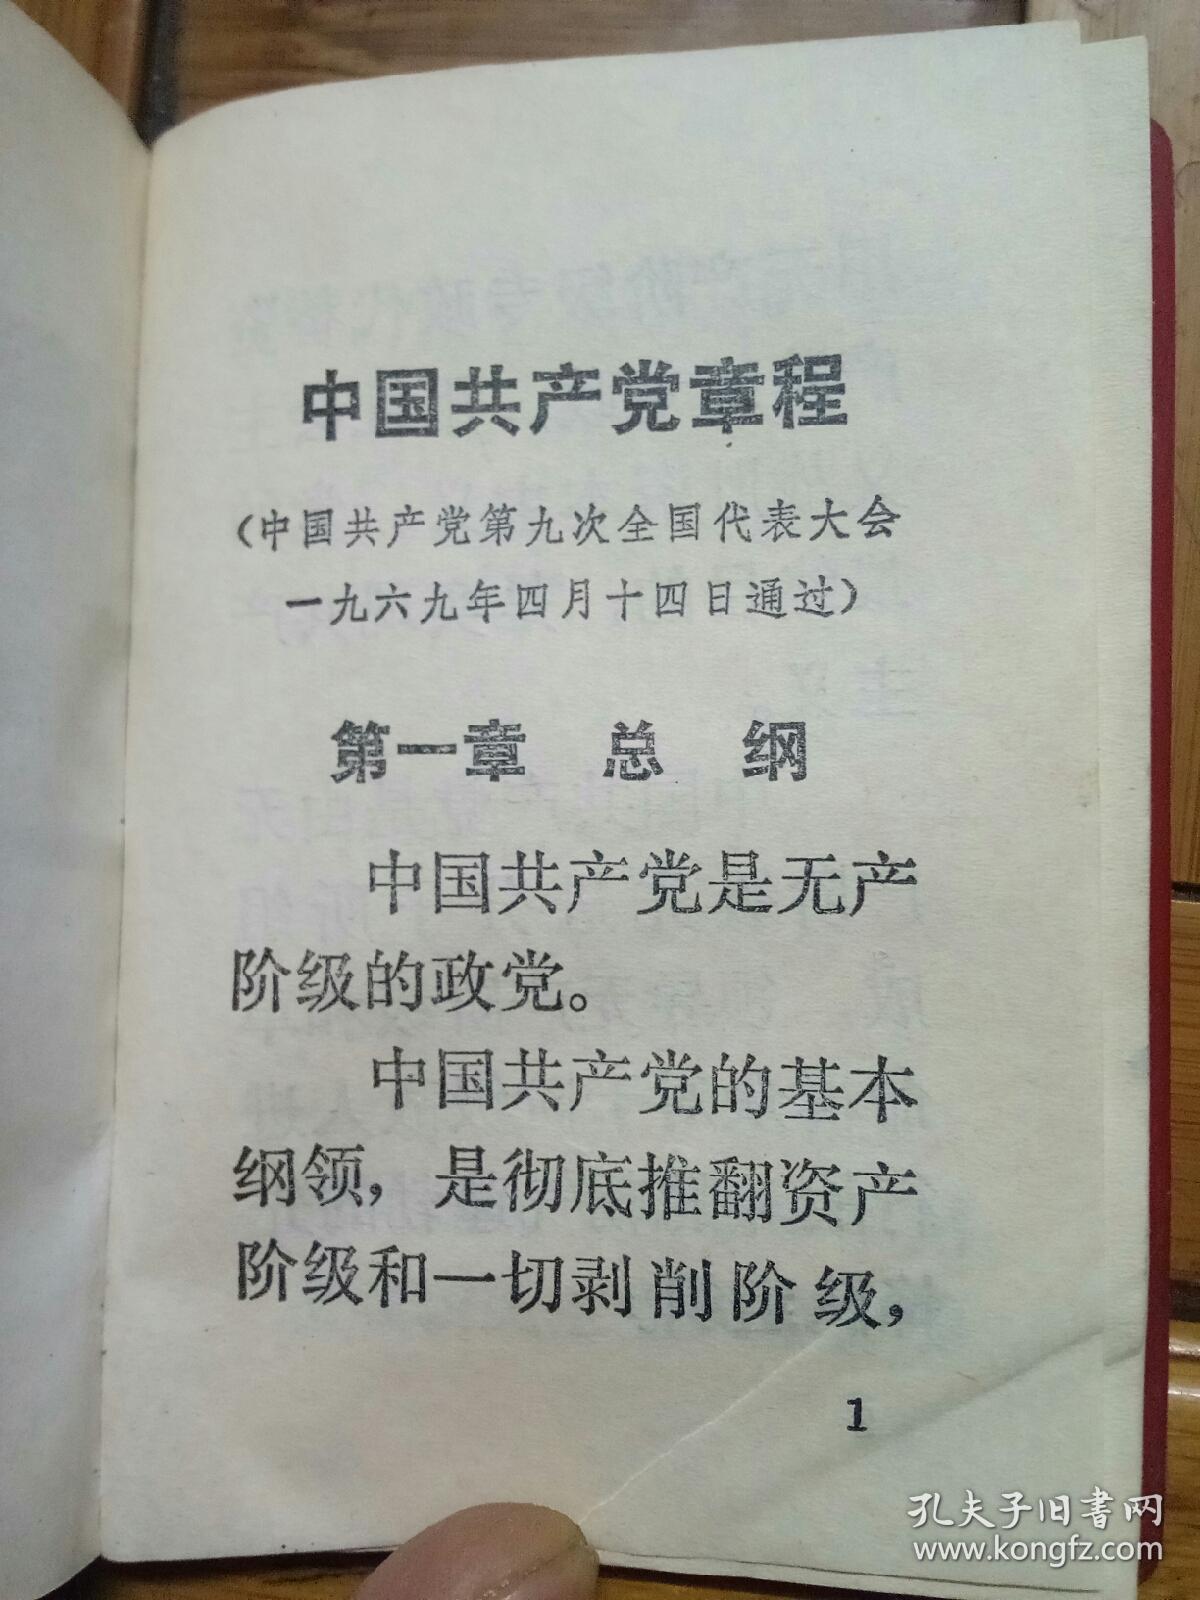 中国共产党章程
（中国共产党第九次全国代表大会
一九六九年四月十四日通过）
第一章 总 纲
中国共产党是无产
阶级的政党。
中国共产党的基本
纲领，是彻底推翻资产
阶级和一切剥削阶级，
1
孔夫子旧书网
www.kongfz.com